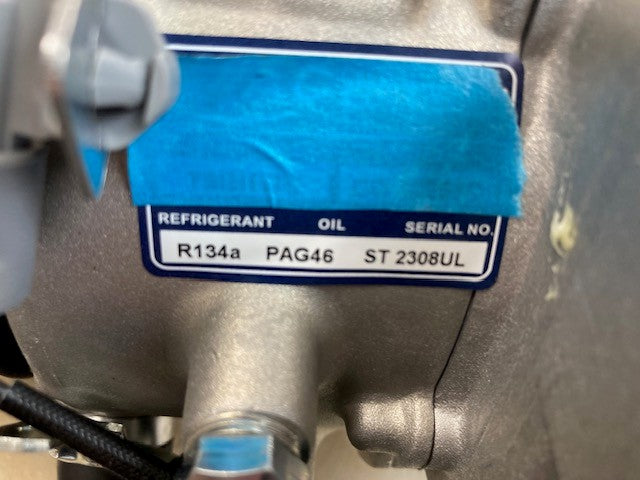 REFRIGERANT OIL SERIAL NO.
R134a PAG46 ST 2308UL